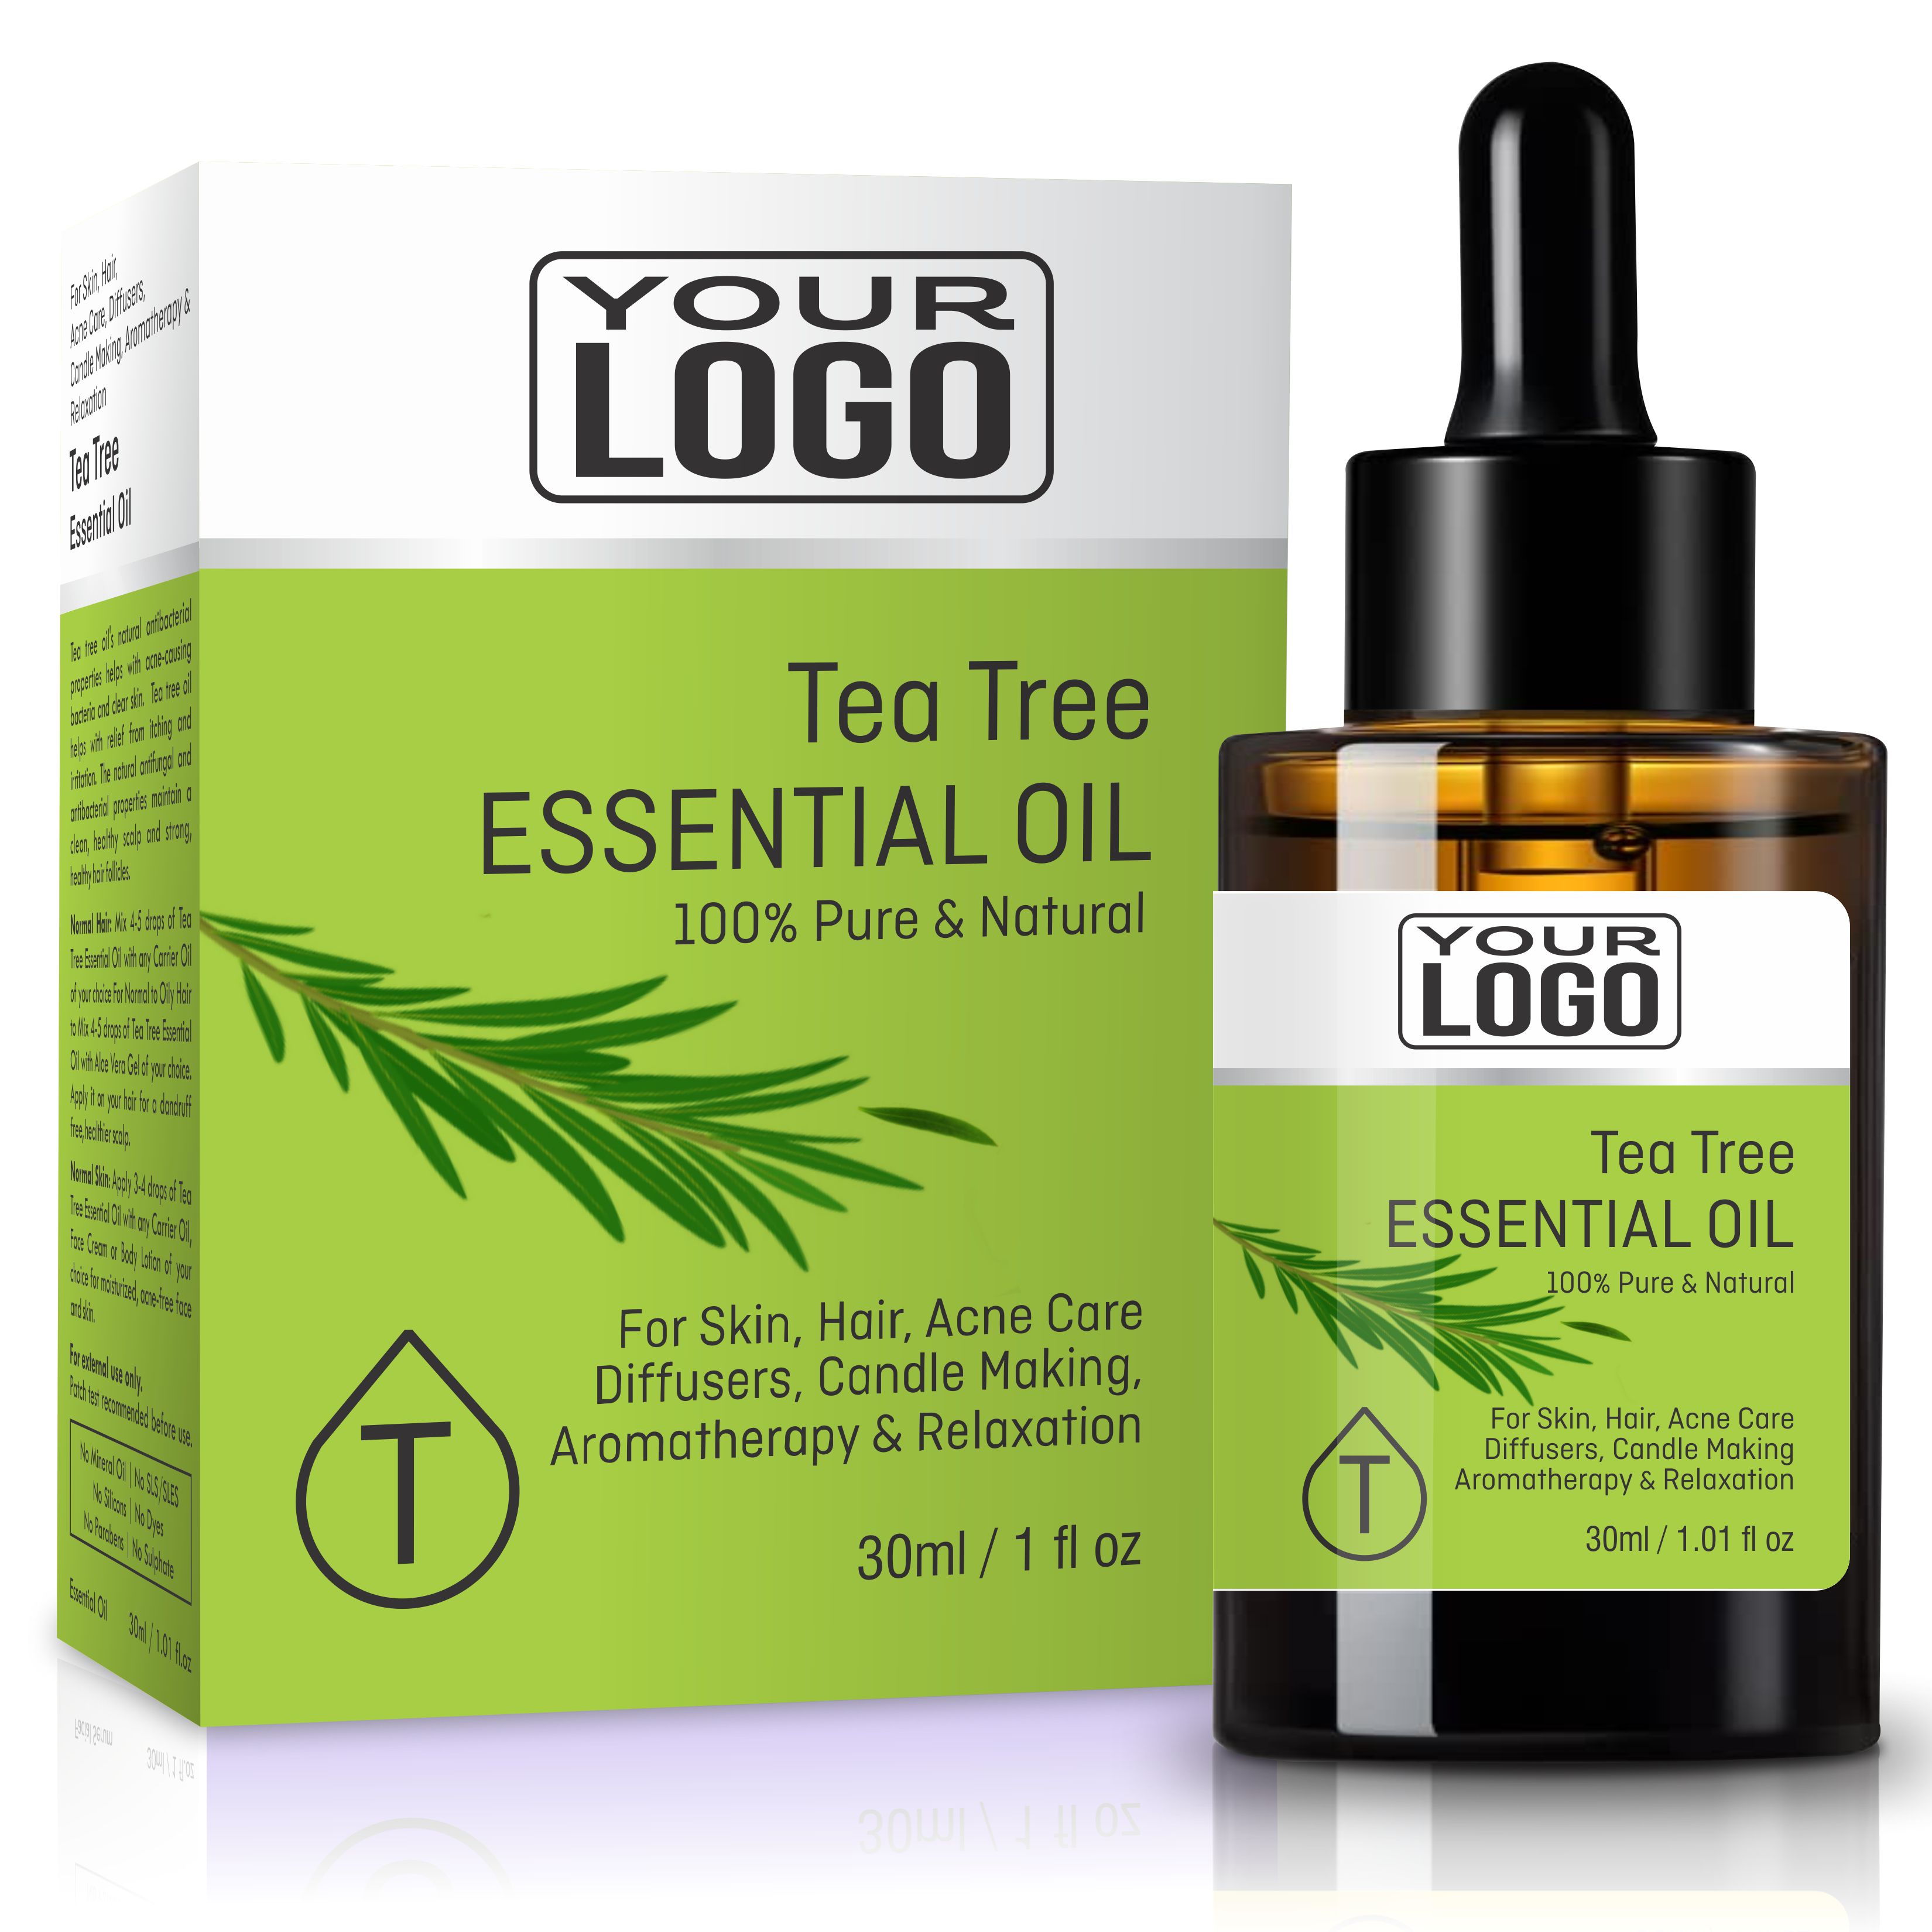 For Skin, Hair,
Acne Care, Diffusers,
Candle Making, Aromatherapy &
Relaxation
Tea Tree
Essential Oil
Tea tree oil's natural antibacterial
properties helps with acne-causing
bacteria and clear skin. Tea tree oil
helps with relief from itching and
irritation. The natural antifungal and
antibacterial properties maintain a
clean, healthy scalp and strong,
healthy hair follicles.
Normal Hair: Mix 4-5 drops of Tea
Tree Essential Oil with any Carrier Oil
of your choice For Normal to Oily Hair
to Mix 4-5 drops of Tea Tree Essential
Oil with Aloe Vera Gel of your choice.
Apply it on your hair for a dandruff
free, healthier scalp.
Normal Skin: Apply 3-4 drops of Tea
Tree Essential Oil with any Carrier Oil,
Face Cream or Body Lotion of your
choice for moisturized, acne-free face
and skin.
For external use only.
Patch test recommended before use.
No Mineral Oil | No SLS/SLES
No Silicons | No Dyes
No Parabens | No Sulphate
Essential Oil 30ml / 1.01 fl.oz
YOUR
LOGO
Tea Tree
ESSENTIAL OIL
100% Pure & Natural
For Skin, Hair, Acne Care
Diffusers, Candle Making,
Aromatherapy & Relaxation
T
30ml / 1 fl oz
YOUR
LOGO
Tea Tree
ESSENTIAL OIL
100% Pure & Natural
For Skin, Hair, Acne Care
Diffusers, Candle Making
Aromatherapy & Relaxation
T
30ml / 1.01 fl oz
Facial Serum 30ml / 1 fl.oz
30ml / 1 fl oz